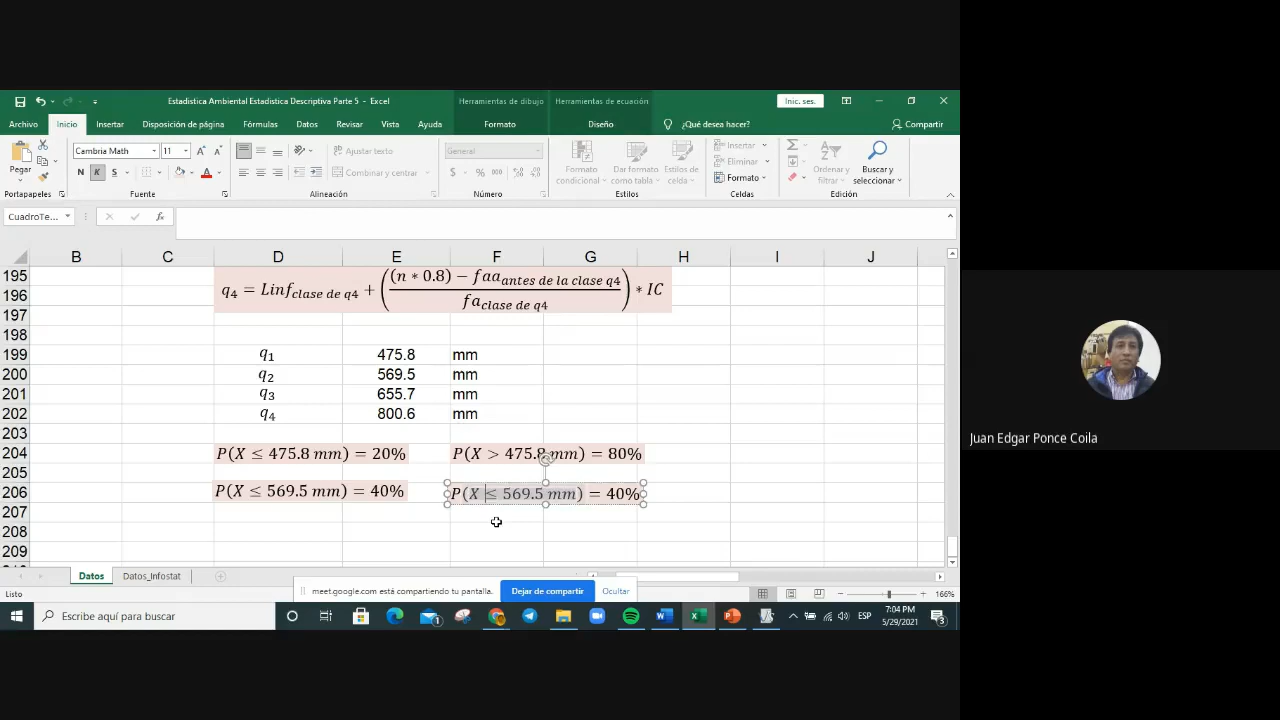 Estadistica Ambiental Estadistica Descriptiva Parte 5 - Excel
Herramientas de dibujo
Herramientas de ecuación
Inic. ses.
Archivo Inicio Insertar Disposición de página Fórmulas Datos Revisar Vista Ayuda Formato Diseño ¿Qué desea hacer? Compartir
Pegar
Cambria Math 11
N K S
Ajustar texto
Combinar y centrar
General
$ % 000
Formato condicional
Dar formato como tabla
Estilos de celda
Insertar
Eliminar
Formato
Ordenar y filtrar
Buscar y seleccionar
Portapapeles Fuente Alineación Número Estilos Celdas Edición
CuadroTe... fx
B C D E F G H I J
195
196 q4 = Linf clase de q4 + ( ((n * 0.8) − faa antes de la clase q4) / (fa clase de q4) ) * IC
197
198
199 q1 475.8 mm
200 q2 569.5 mm
201 q3 655.7 mm
202 q4 800.6 mm
203
204 P(X ≤ 475.8 mm) = 20% P(X > 475.8 mm) = 80%
205
206 P(X ≤ 569.5 mm) = 40% P(X ≤ 569.5 mm) = 40%
207
208
209
Datos Datos_Infostat
Listo
meet.google.com está compartiendo tu pantalla. Dejar de compartir Ocultar
166%
Escribe aquí para buscar
ESP
7:04 PM
5/29/2021
Juan Edgar Ponce Coila